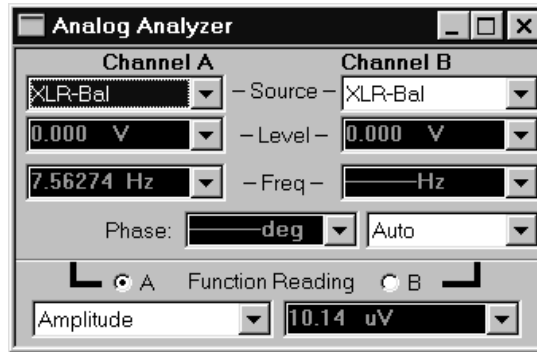 Analog Analyzer
Channel A Channel B
XLR-Bal – Source – XLR-Bal
0.000 V – Level – 0.000 V
7.56274 Hz – Freq – ———Hz
Phase: ———deg Auto
A Function Reading B
Amplitude 10.14 uV